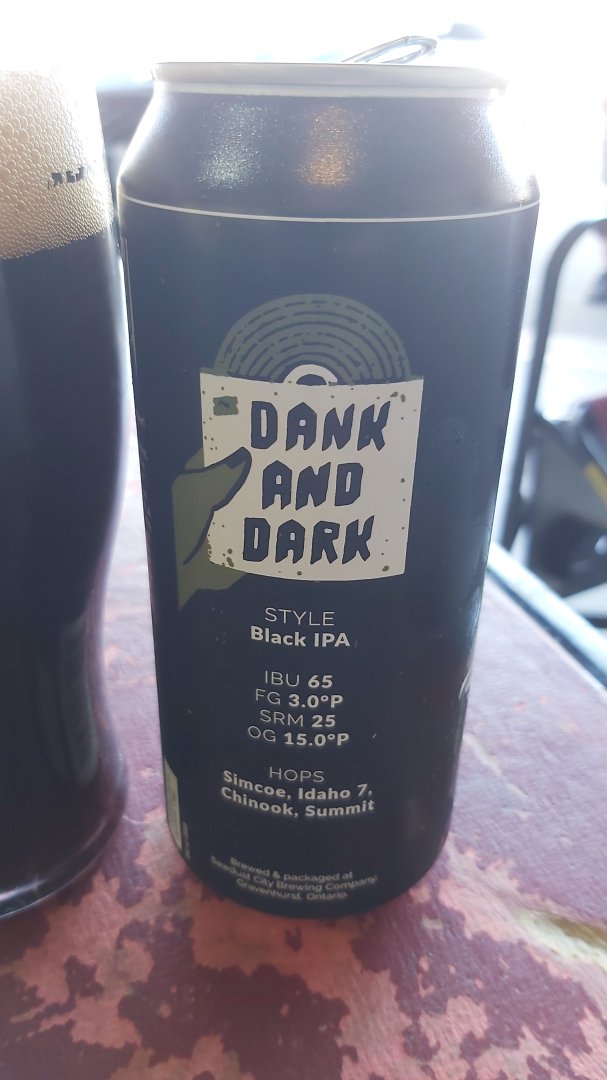 DANK
AND
DARK
STYLE
Black IPA
IBU 65
FG 3.0°P
SRM 25
OG 15.0°P
HOPS
Simcoe, Idaho 7,
Chinook, Summit
Brewed & packaged at
Sawdust City Brewing Company,
Gravenhurst, Ontario.